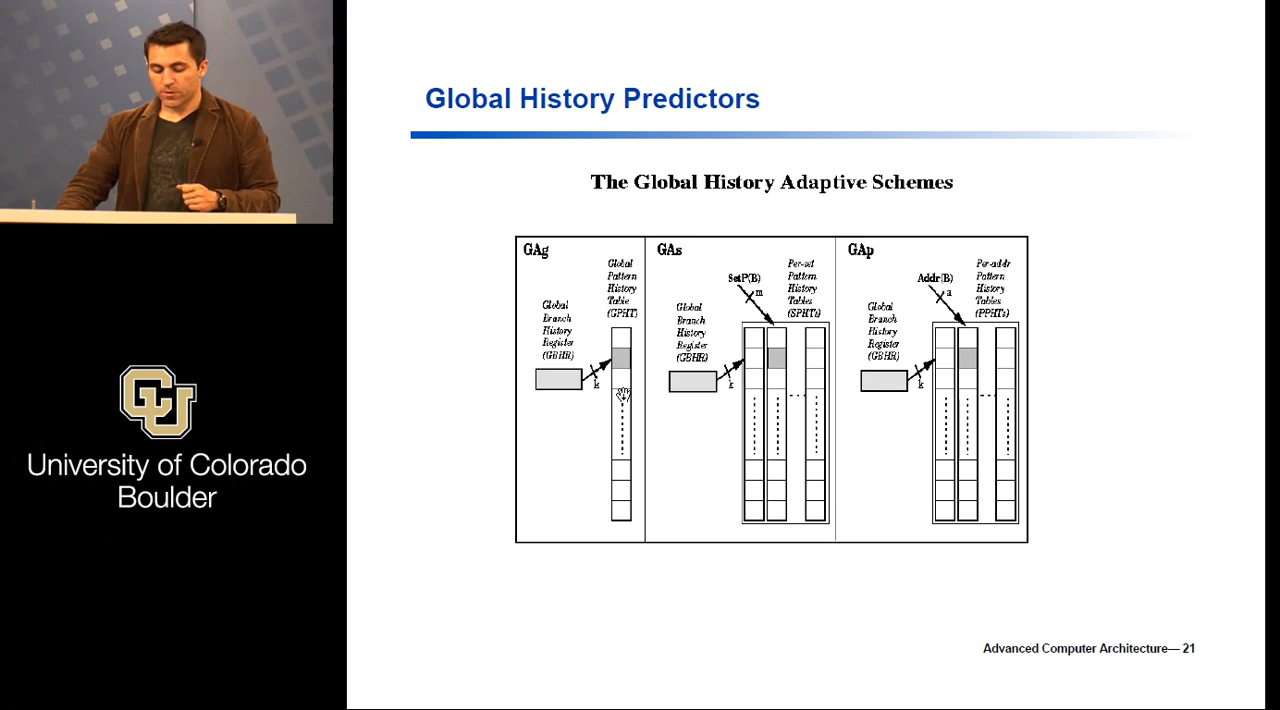 Global History Predictors
The Global History Adaptive Schemes
GAg
Global
Pattern
History
Table
(GPHT)
Global
Branch
History
Register
(GBHR)
k
GAs
SetP(B)
m
Per-set
Pattern
History
Tables
(SPHTs)
Global
Branch
History
Register
(GBHR)
k
GAp
Addr(B)
a
Per-addr
Pattern
History
Tables
(PPHTs)
Global
Branch
History
Register
(GBHR)
k
Advanced Computer Architecture— 21
CU
University of Colorado
Boulder